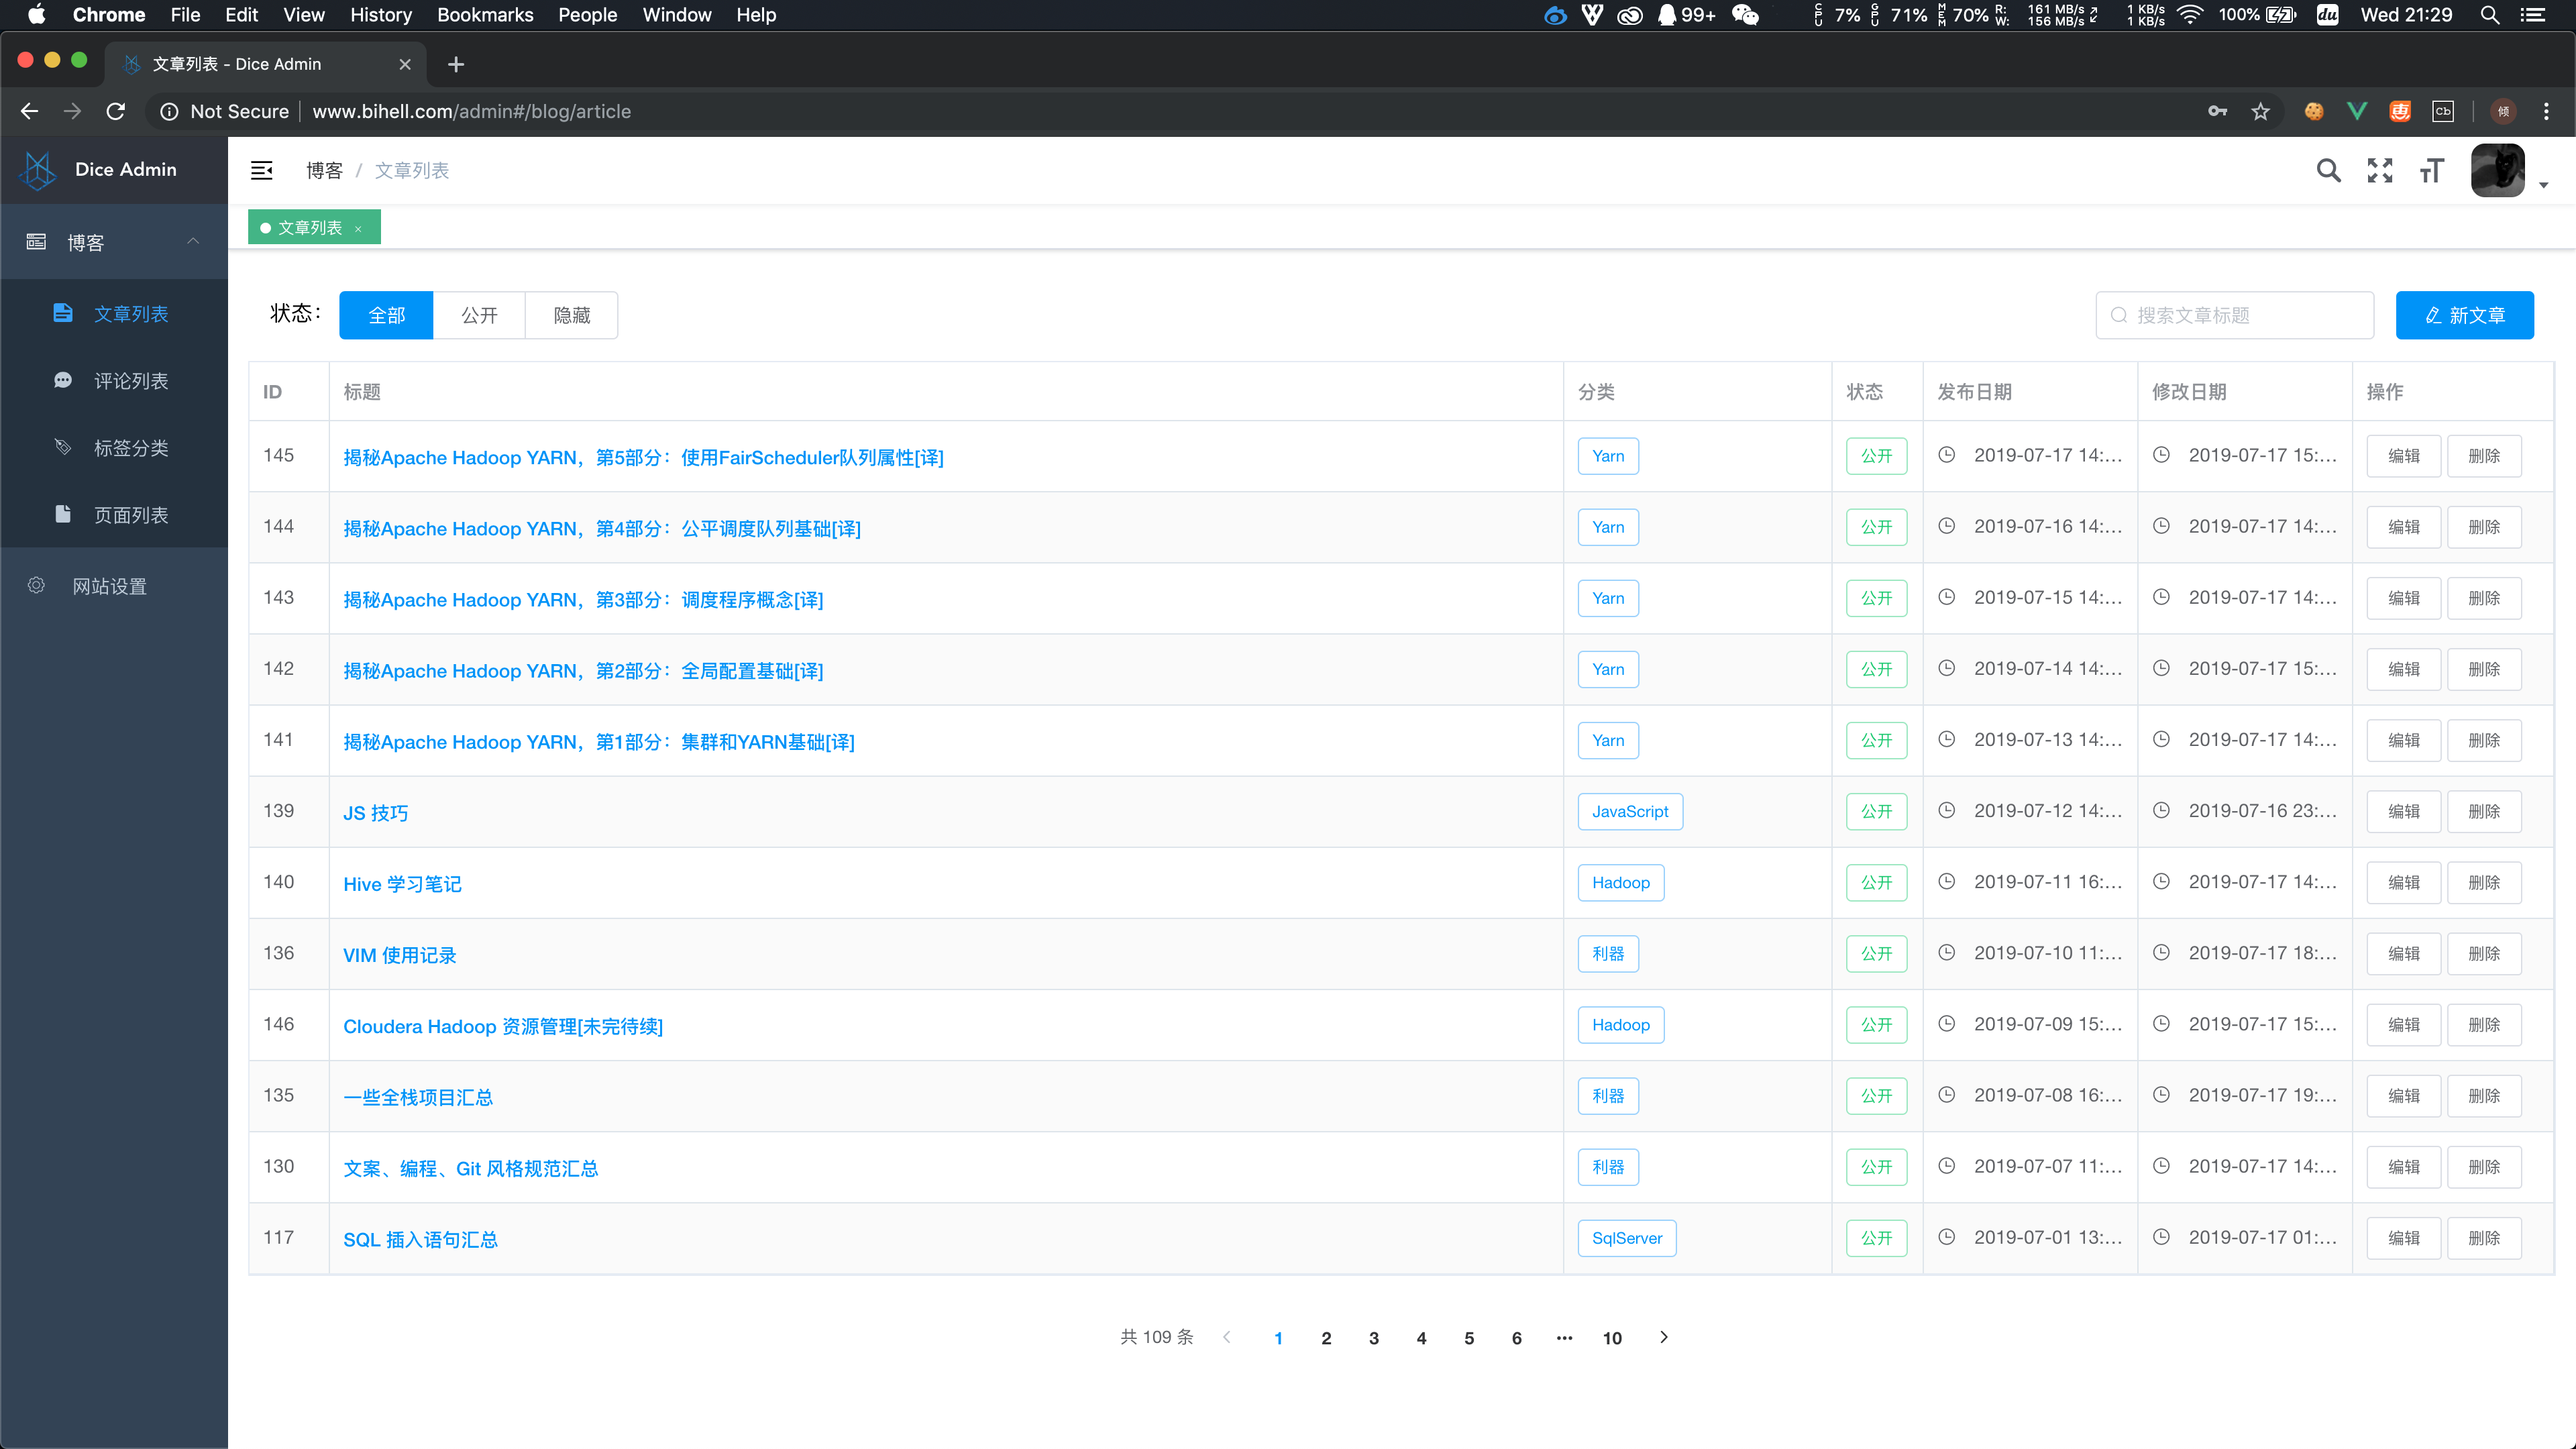 Chrome File Edit View History Bookmarks People Window Help 99+ CPU 7% GPU 71% MEM 70% R: W: 161 MB/s 156 MB/s 1 KB/s 1 KB/s 100% du Wed 21:29
文章列表 - Dice Admin
Not Secure www.bihell.com/admin#/blog/article Cb 倾
Dice Admin 博客 / 文章列表
文章列表 ×
博客
文章列表
评论列表
标签分类
页面列表
网站设置
状态: 全部 公开 隐藏 搜索文章标题 新文章
ID 标题 分类 状态 发布日期 修改日期 操作
145 揭秘Apache Hadoop YARN，第5部分：使用FairScheduler队列属性[译] Yarn 公开 2019-07-17 14:... 2019-07-17 15:... 编辑 删除
144 揭秘Apache Hadoop YARN，第4部分：公平调度队列基础[译] Yarn 公开 2019-07-16 14:... 2019-07-17 14:... 编辑 删除
143 揭秘Apache Hadoop YARN，第3部分：调度程序概念[译] Yarn 公开 2019-07-15 14:... 2019-07-17 14:... 编辑 删除
142 揭秘Apache Hadoop YARN，第2部分：全局配置基础[译] Yarn 公开 2019-07-14 14:... 2019-07-17 15:... 编辑 删除
141 揭秘Apache Hadoop YARN，第1部分：集群和YARN基础[译] Yarn 公开 2019-07-13 14:... 2019-07-17 14:... 编辑 删除
139 JS 技巧 JavaScript 公开 2019-07-12 14:... 2019-07-16 23:... 编辑 删除
140 Hive 学习笔记 Hadoop 公开 2019-07-11 16:... 2019-07-17 14:... 编辑 删除
136 VIM 使用记录 利器 公开 2019-07-10 11:... 2019-07-17 18:... 编辑 删除
146 Cloudera Hadoop 资源管理[未完待续] Hadoop 公开 2019-07-09 15:... 2019-07-17 15:... 编辑 删除
135 一些全栈项目汇总 利器 公开 2019-07-08 16:... 2019-07-17 19:... 编辑 删除
130 文案、编程、Git 风格规范汇总 利器 公开 2019-07-07 11:... 2019-07-17 14:... 编辑 删除
117 SQL 插入语句汇总 SqlServer 公开 2019-07-01 13:... 2019-07-17 01:... 编辑 删除
共 109 条 1 2 3 4 5 6 ... 10